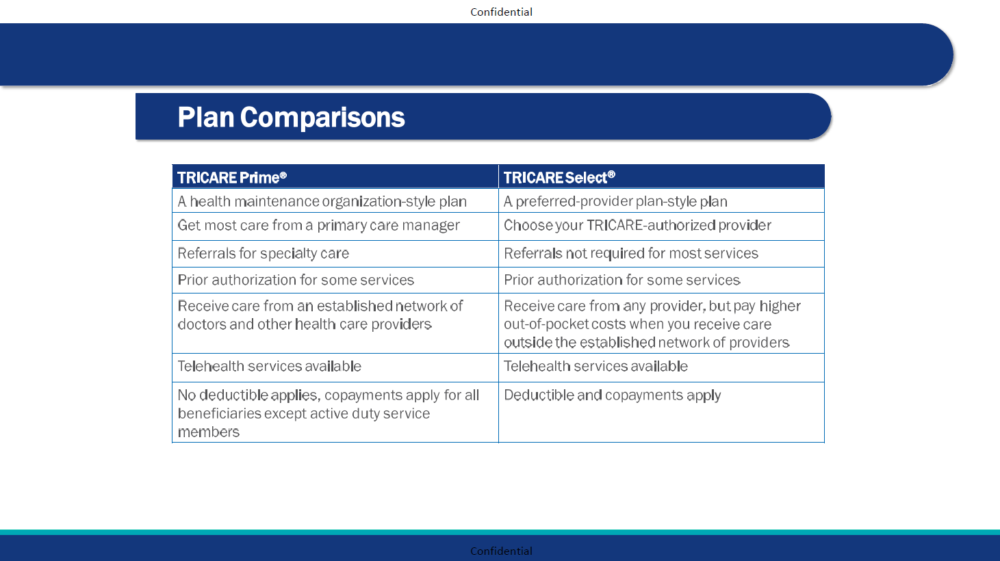 Confidential
Plan Comparisons
TRICARE Prime®
TRICARE Select®
A health maintenance organization-style plan
A preferred-provider plan-style plan
Get most care from a primary care manager
Choose your TRICARE-authorized provider
Referrals for specialty care
Referrals not required for most services
Prior authorization for some services
Prior authorization for some services
Receive care from an established network of
doctors and other health care providers
Receive care from any provider, but pay higher
out-of-pocket costs when you receive care
outside the established network of providers
Telehealth services available
Telehealth services available
No deductible applies, copayments apply for all
beneficiaries except active duty service
members
Deductible and copayments apply
Confidential